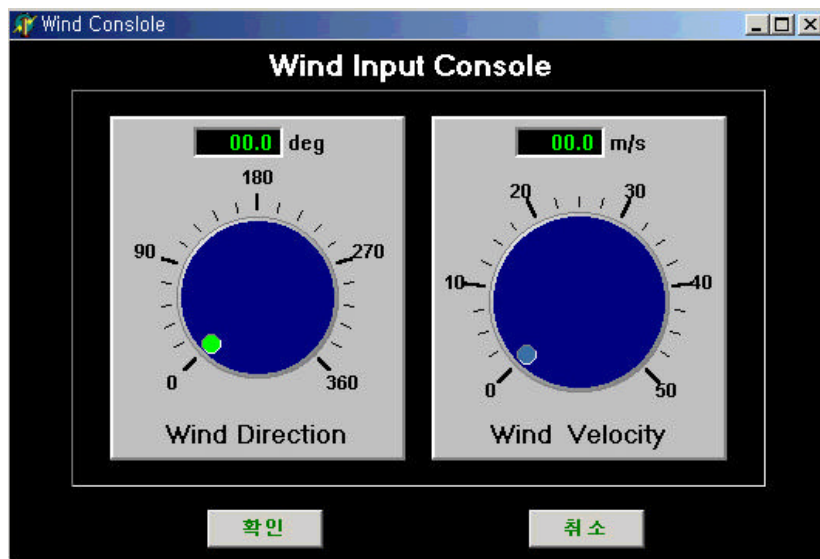 Wind Conslole
Wind Input Console
00.0 deg
180
90
270
0
360
Wind Direction
00.0 m/s
20
30
10
40
0
50
Wind Velocity
확인
취소